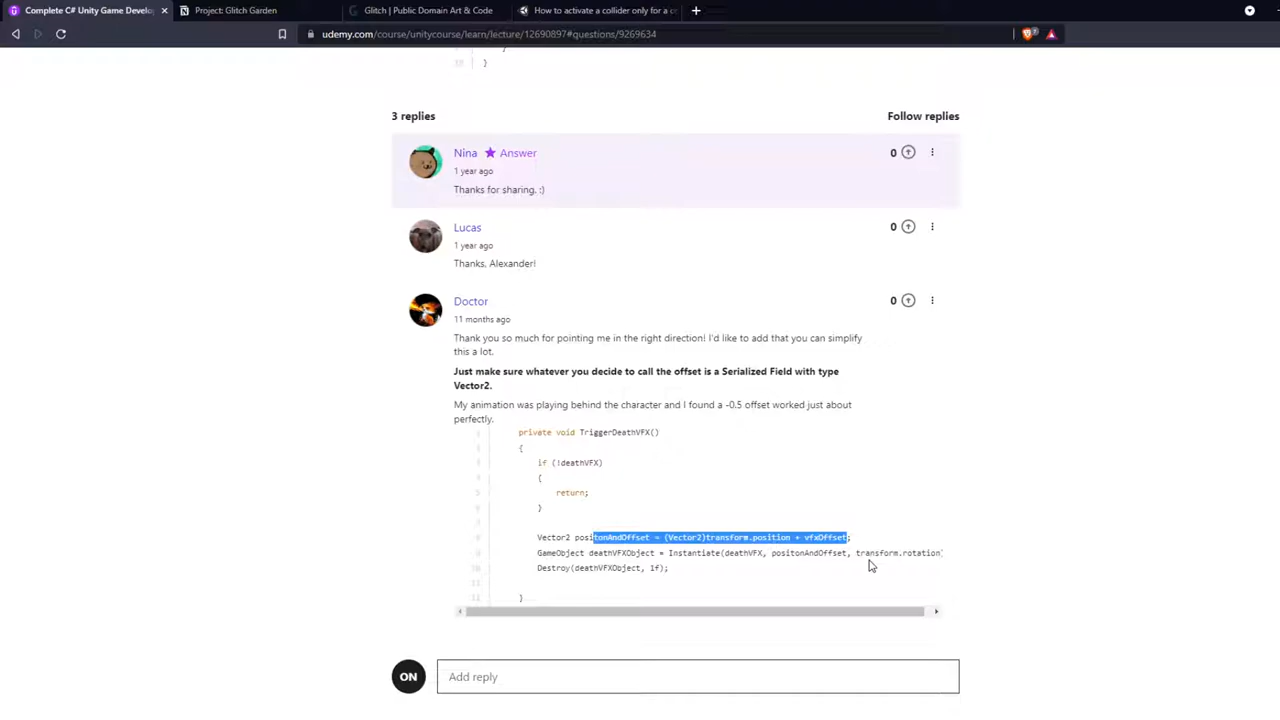 Complete C# Unity Game Develop
Project: Glitch Garden
Glitch | Public Domain Art & Code
How to activate a collider only for a ce
udemy.com/course/unitycourse/learn/lecture/12690897#questions/9269634
}
3 replies
Follow replies
Nina ★ Answer
0
1 year ago
Thanks for sharing. :)
Lucas
0
1 year ago
Thanks, Alexander!
Doctor
0
11 months ago
Thank you so much for pointing me in the right direction! I'd like to add that you can simplify
this a lot.
Just make sure whatever you decide to call the offset is a Serialized Field with type
Vector2.
My animation was playing behind the character and I found a -0.5 offset worked just about
perfectly.
private void TriggerDeathVFX()
{
if (!deathVFX)
{
return;
}
Vector2 positonAndOffset = (Vector2)transform.position + vfxOffset;
GameObject deathVFXObject = Instantiate(deathVFX, positonAndOffset, transform.rotation)
Destroy(deathVFXObject, 1f);
}
ON
Add reply